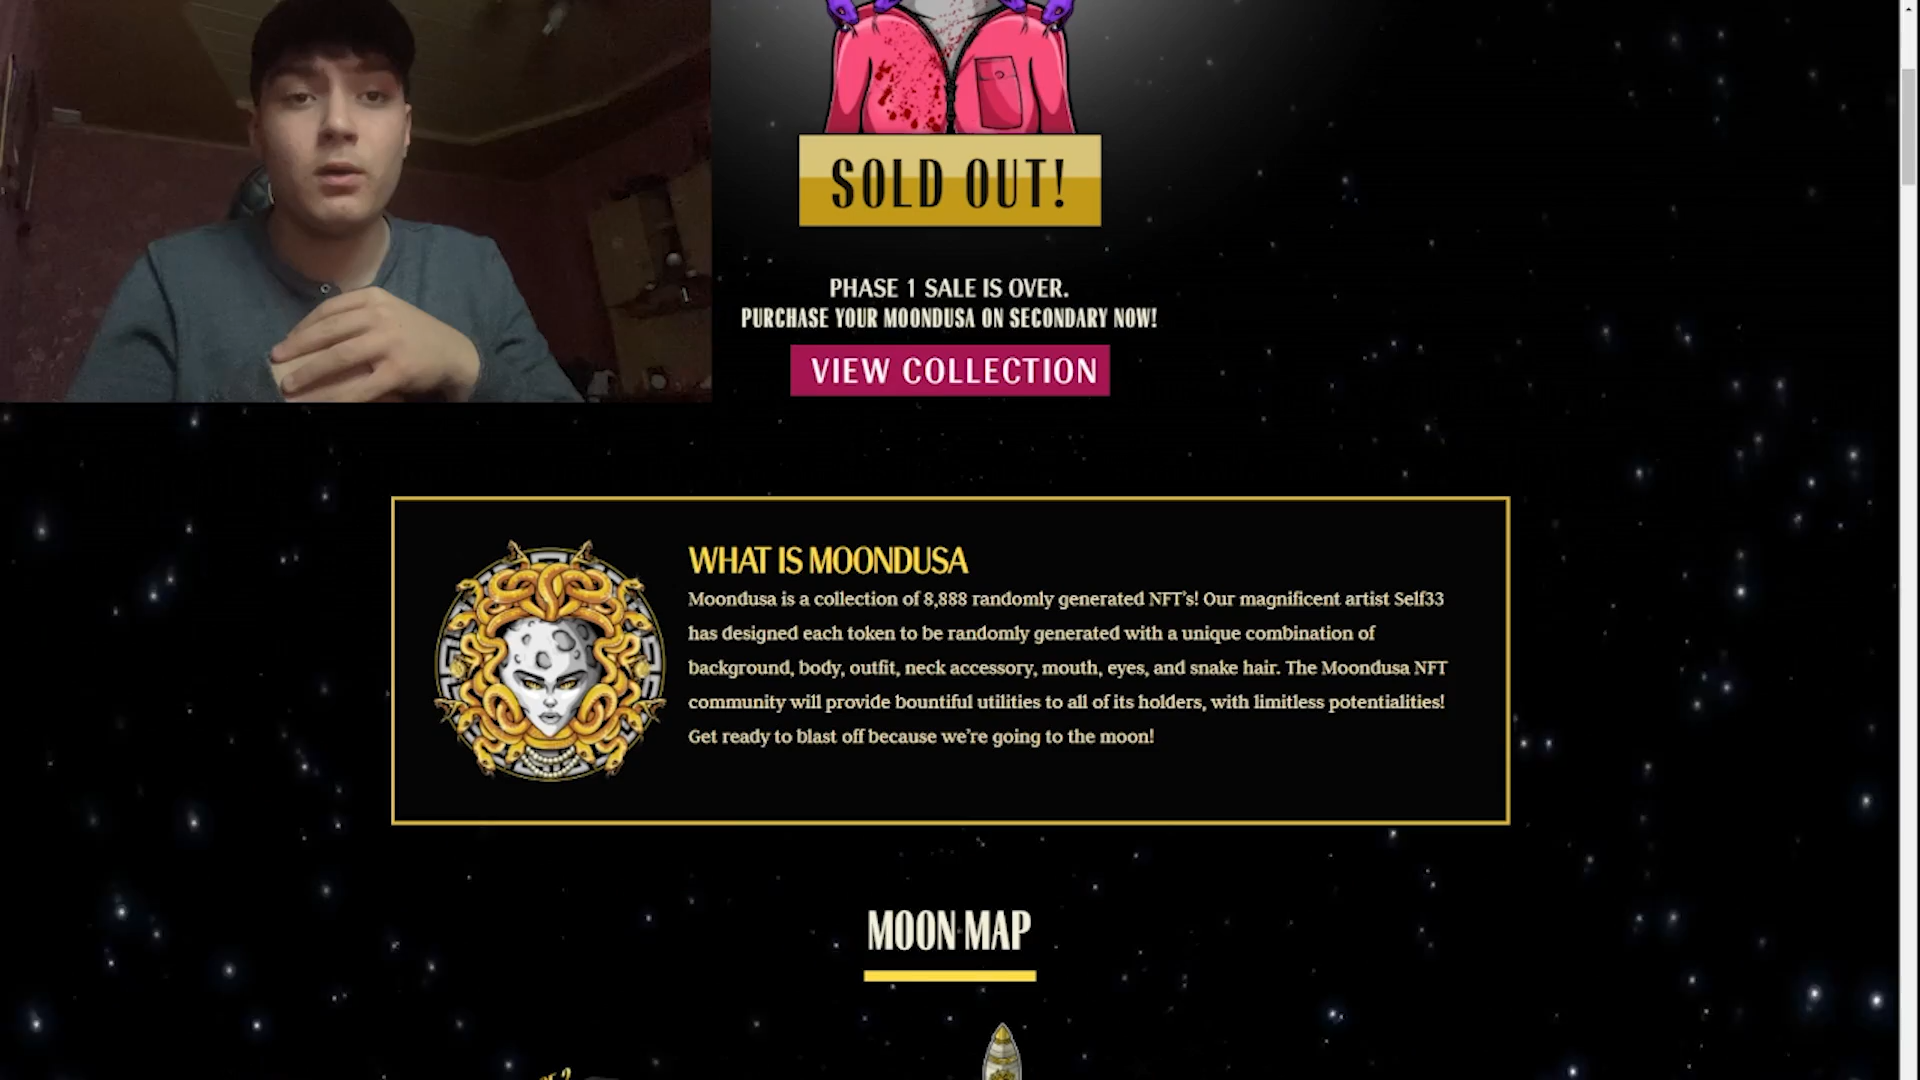 SOLD OUT!
PHASE 1 SALE IS OVER.
PURCHASE YOUR MOONDUSA ON SECONDARY NOW!
VIEW COLLECTION
WHAT IS MOONDUSA
Moondusa is a collection of 8,888 randomly generated NFT's! Our magnificent artist Self33
has designed each token to be randomly generated with a unique combination of
background, body, outfit, neck accessory, mouth, eyes, and snake hair. The Moondusa NFT
community will provide bountiful utilities to all of its holders, with limitless potentialities!
Get ready to blast off because we're going to the moon!
MOON MAP